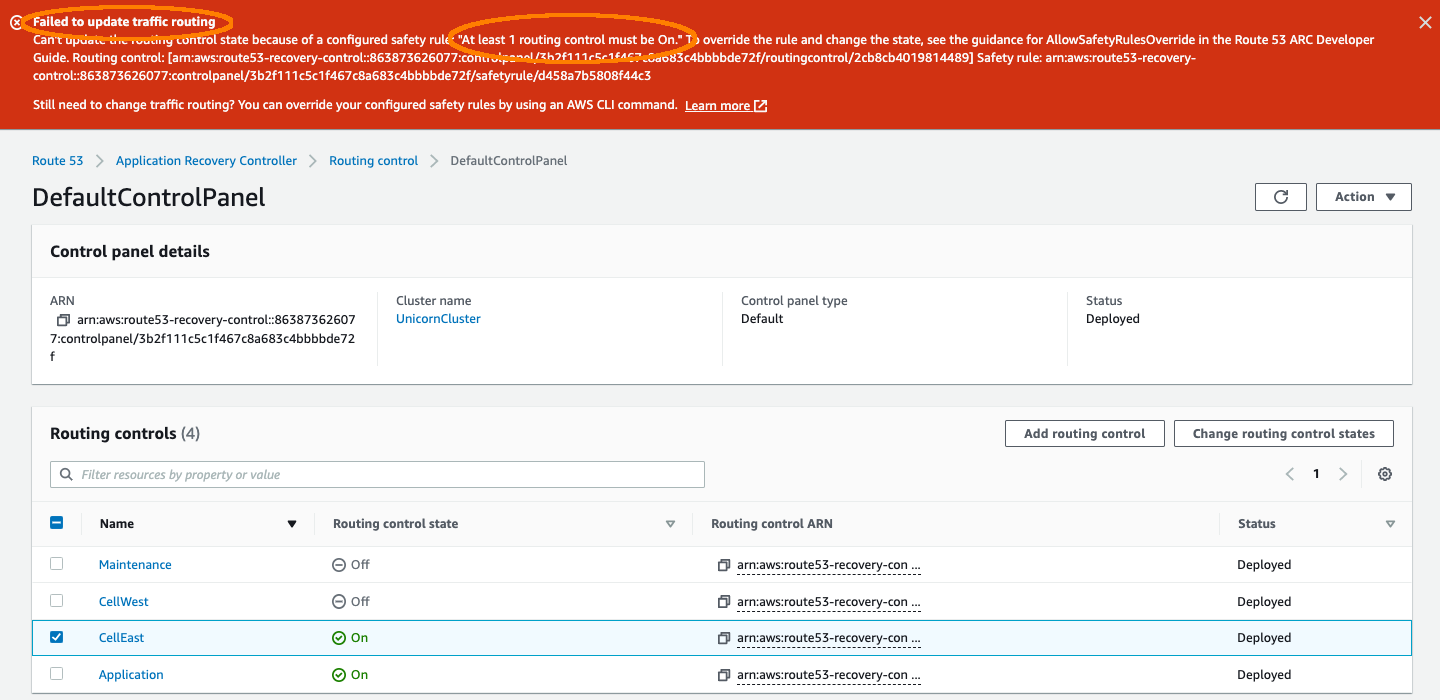 Failed to update traffic routing
Can't update the routing control state because of a configured safety rule: "At least 1 routing control must be On." To override the rule and change the state, see the guidance for AllowSafetyRulesOverride in the Route 53 ARC Developer
Guide. Routing control: [arn:aws:route53-recovery-control::863873626077:controlpanel/3b2f111c5c1f467c8a683c4bbbbde72f/routingcontrol/2cb8cb4019814489] Safety rule: arn:aws:route53-recovery-
control::863873626077:controlpanel/3b2f111c5c1f467c8a683c4bbbbde72f/safetyrule/d458a7b5808f44c3
Still need to change traffic routing? You can override your configured safety rules by using an AWS CLI command. Learn more
Route 53 > Application Recovery Controller > Routing control > DefaultControlPanel
DefaultControlPanel
Action
Control panel details
ARN
arn:aws:route53-recovery-control::86387362607
7:controlpanel/3b2f111c5c1f467c8a683c4bbbbde72
f
Cluster name
UnicornCluster
Control panel type
Default
Status
Deployed
Routing controls (4)
Add routing control
Change routing control states
Filter resources by property or value
1
Name Routing control state Routing control ARN Status
Maintenance Off arn:aws:route53-recovery-con ... Deployed
CellWest Off arn:aws:route53-recovery-con ... Deployed
CellEast On arn:aws:route53-recovery-con ... Deployed
Application On arn:aws:route53-recovery-con ... Deployed